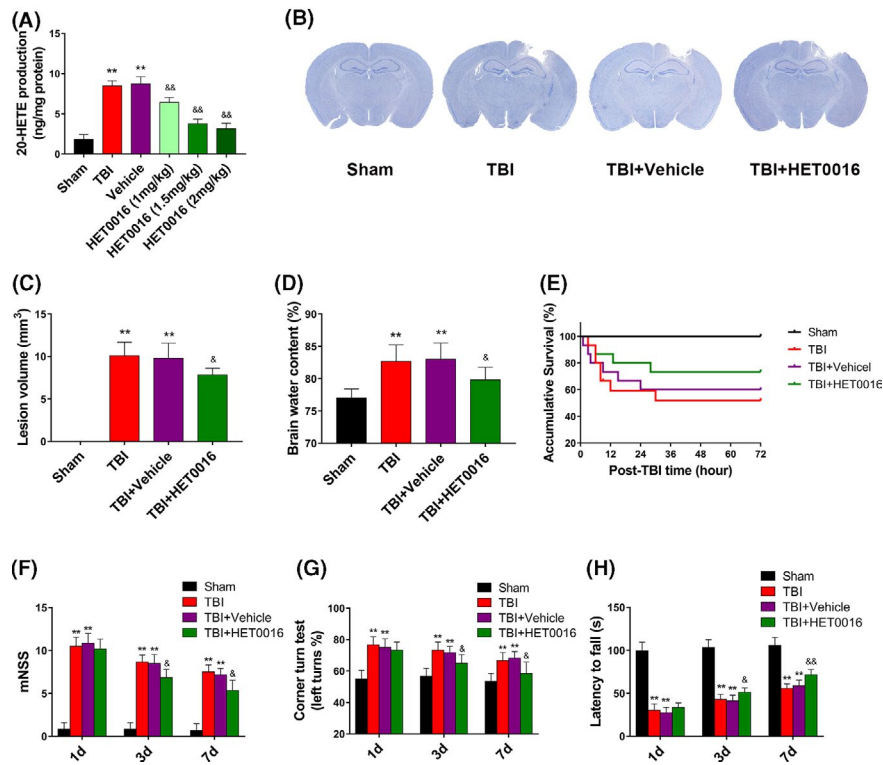 (A)
20-HETE production
(ng/mg protein)
15
10
5
0
**
**
&&
&&
&&
Sham
TBI
Vehicle
HET0016 (1mg/kg)
HET0016 (1.5mg/kg)
HET0016 (2mg/kg)
(B)
Sham
TBI
TBI+Vehicle
TBI+HET0016
(C)
Lesion volume (mm³)
15
10
5
0
**
**
&
Sham
TBI
TBI+Vehicle
TBI+HET0016
(D)
Brain water content (%)
90
85
80
75
70
**
**
&
Sham
TBI
TBI+Vehicle
TBI+HET0016
(E)
Accumulative Survival (%)
100
80
60
40
20
0
12
24
36
48
60
72
Post-TBI time (hour)
Sham
TBI
TBI+Vehicel
TBI+HET0016
(F)
Sham
TBI
TBI+Vehicle
TBI+HET0016
mNSS
15
10
5
0
** **
** **
&
** **
&
1d
3d
7d
(G)
Sham
TBI
TBI+Vehicle
TBI+HET0016
Corner turn test
(left turns %)
100
80
60
40
20
** **
** **
&
** **
&
1d
3d
7d
(H)
Sham
TBI
TBI+Vehicle
TBI+HET0016
Latency to fall (s)
150
100
50
0
** **
** **
&
** **
&&
1d
3d
7d